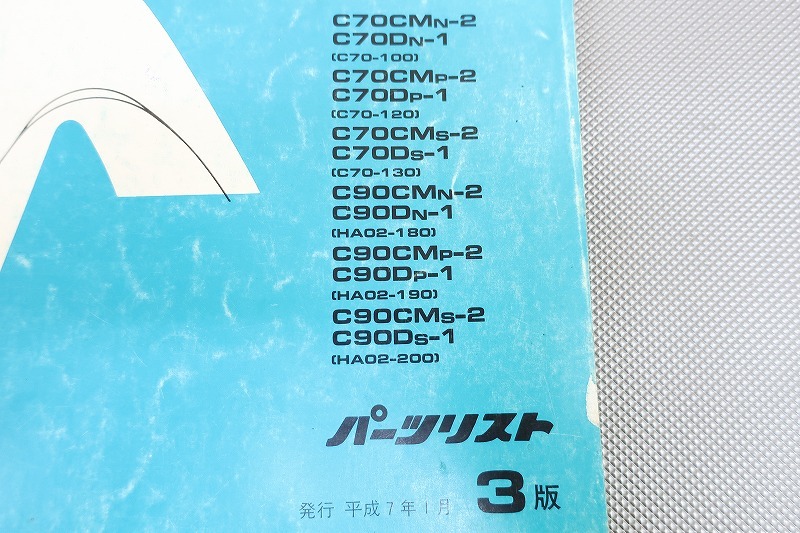 C70CMN-2
C70DN-1
(C70-100)
C70CMP-2
C70DP-1
(C70-120)
C70CMS-2
C70DS-1
(C70-130)
C90CMN-2
C90DN-1
(HA02-180)
C90CMP-2
C90DP-1
(HA02-190)
C90CMS-2
C90DS-1
(HA02-200)
パーツリスト
発行 平成7年1月 3版